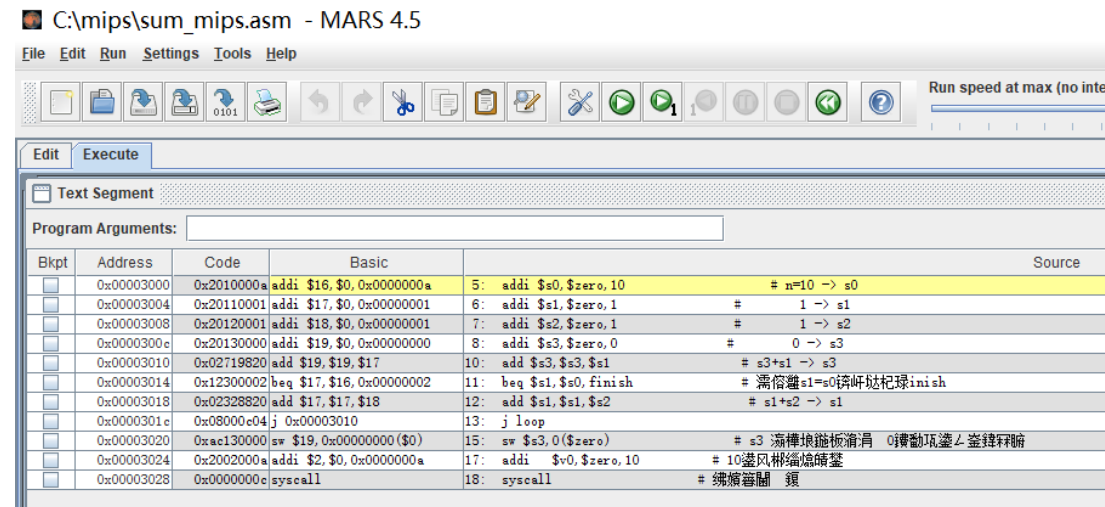 C:\mips\sum_mips.asm - MARS 4.5
File Edit Run Settings Tools Help
Run speed at max (no inte
Edit Execute
Text Segment
Program Arguments:
Bkpt Address Code Basic Source
0x00003000 0x2010000a addi $16,$0,0x0000000a 5: addi $s0,$zero,10 # n=10 -> s0
0x00003004 0x20110001 addi $17,$0,0x00000001 6: addi $s1,$zero,1 # 1 -> s1
0x00003008 0x20120001 addi $18,$0,0x00000001 7: addi $s2,$zero,1 # 1 -> s2
0x0000300c 0x20130000 addi $19,$0,0x00000000 8: addi $s3,$zero,0 # 0 -> s3
0x00003010 0x02719820 add $19,$19,$17 10: add $s3,$s3,$s1 # s3+s1 -> s3
0x00003014 0x12300002 beq $17,$16,0x00000002 11: beq $s1,$s0,finish # s1=s0 inish
0x00003018 0x02328820 add $17,$17,$18 12: add $s1,$s1,$s2 # s1+s2 -> s1
0x0000301c 0x08000c04 j 0x00003010 13: j loop
0x00003020 0xac130000 sw $19,0x00000000($0) 15: sw $s3,0($zero) # s3 0
0x00003024 0x2002000a addi $2,$0,0x0000000a 17: addi $v0,$zero,10 # 10
0x00003028 0x0000000c syscall 18: syscall #